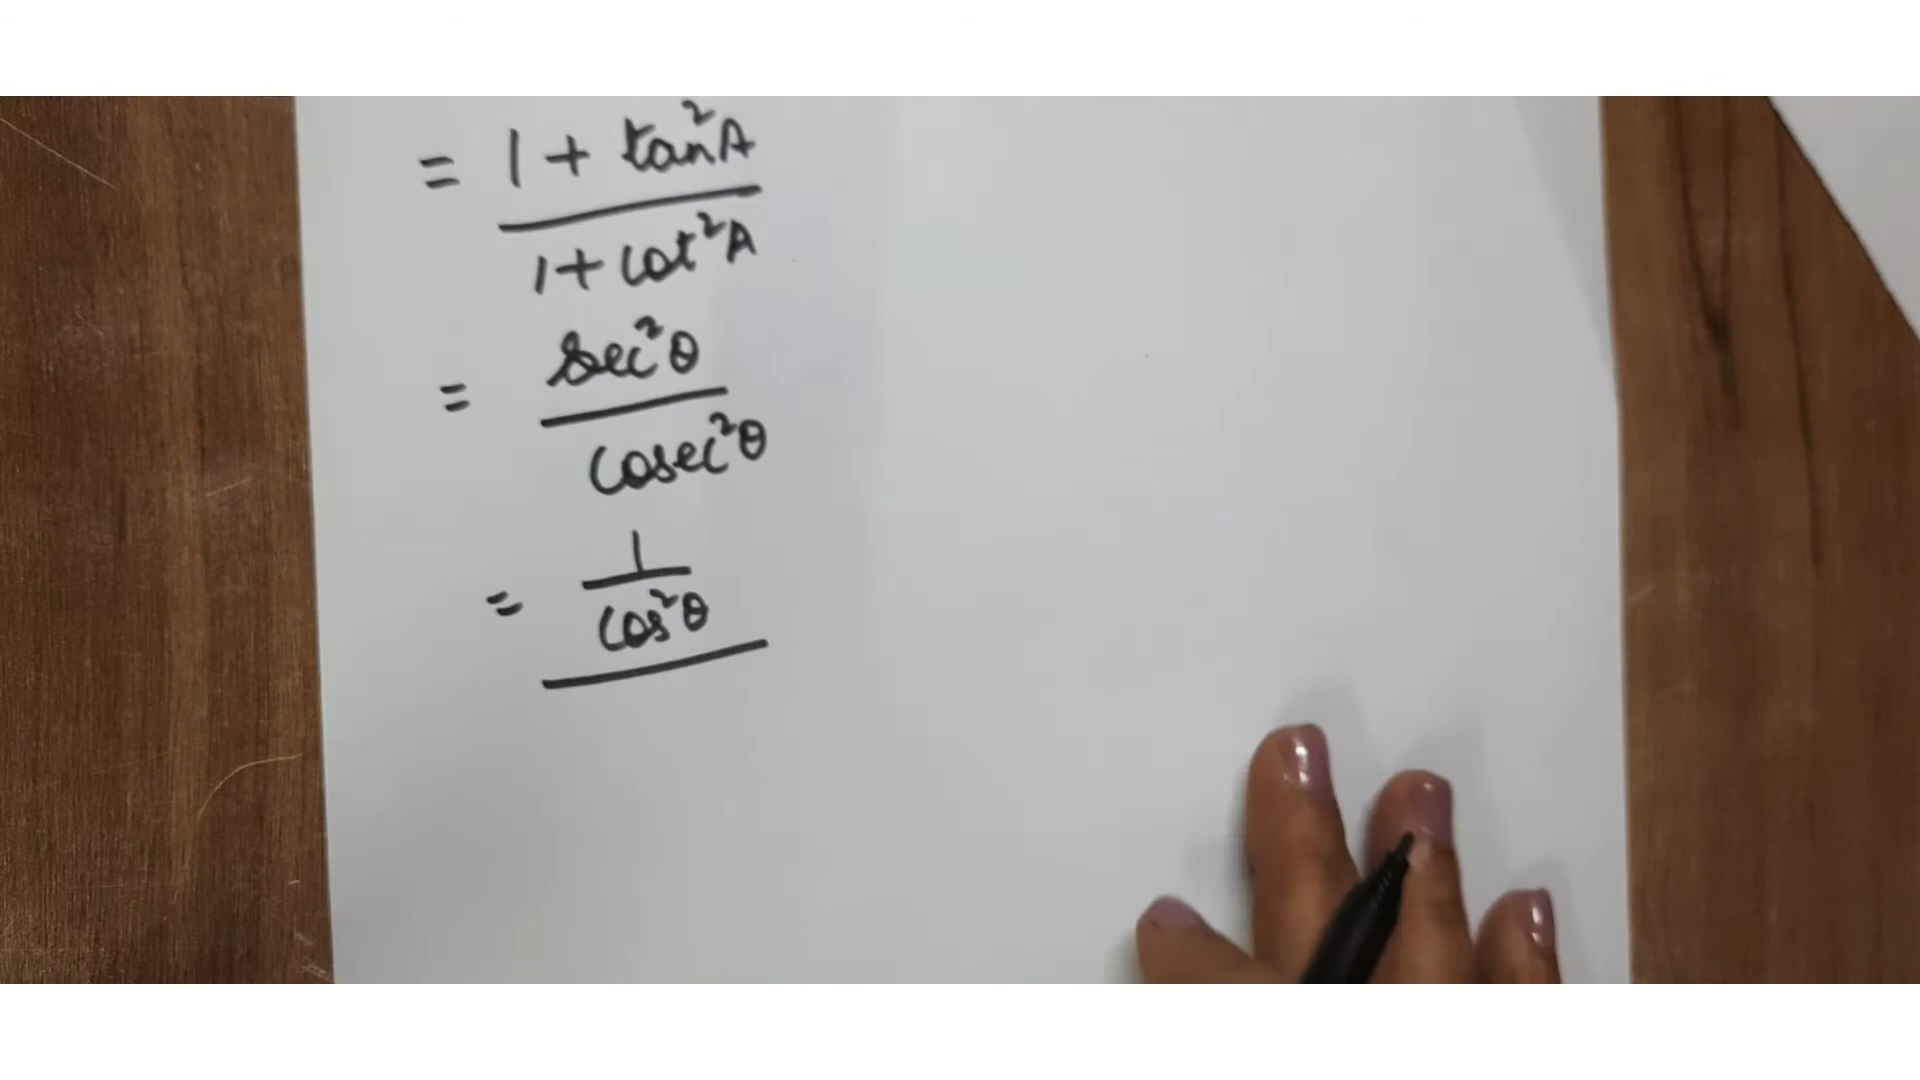 = 1 + tan²A
1 + cot²A
= sec²θ
cosec²θ
= 1
cos²θ